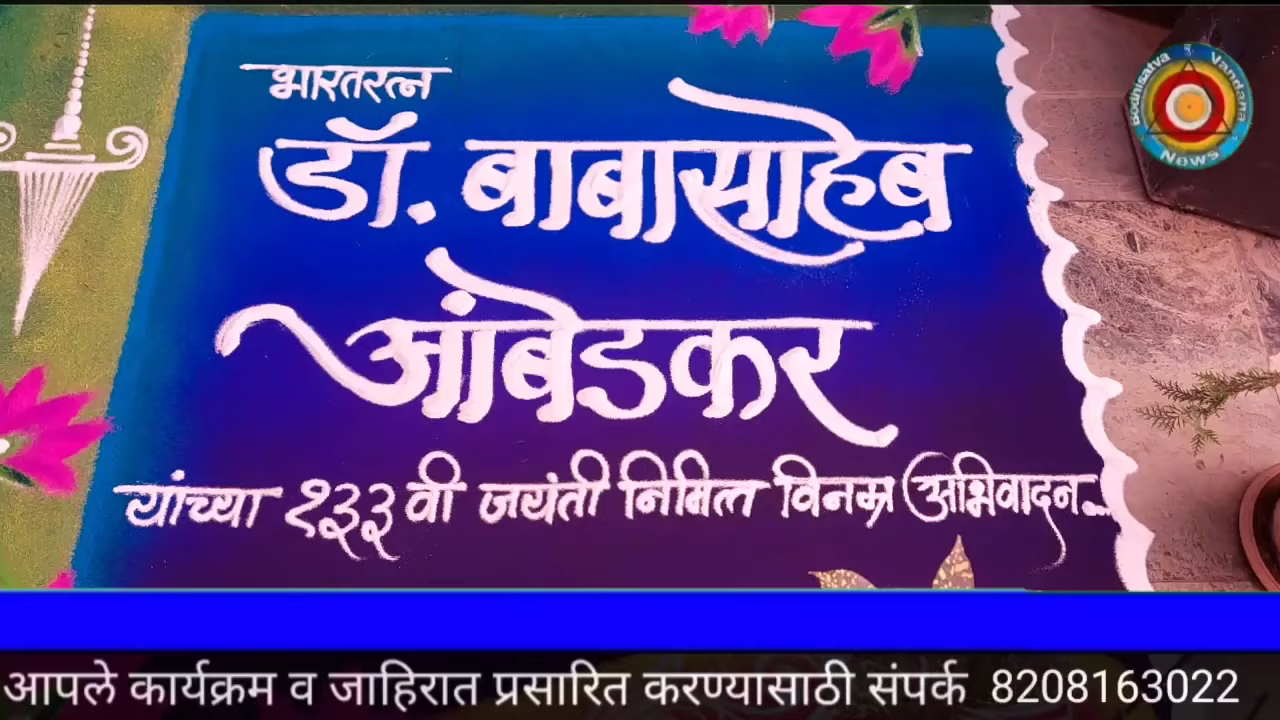 भारतरत्न
डॉ. बाबासाहेब
आंबेडकर
यांच्या १३३ वी जयंती निमित्त विनम्र अभिवादन...
Bodhisatva Vandana
News
आपले कार्यक्रम व जाहिरात प्रसारित करण्यासाठी संपर्क 8208163022